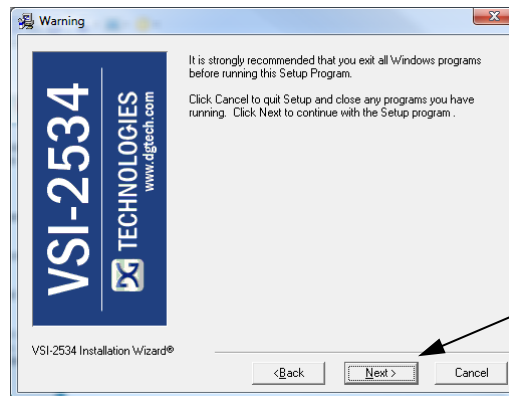 Warning
It is strongly recommended that you exit all Windows programs
before running this Setup Program.
Click Cancel to quit Setup and close any programs you have
running. Click Next to continue with the Setup program .
VSI-2534
TECHNOLOGIES
www.dgtech.com
VSI-2534 Installation Wizard®
<Back
Next >
Cancel